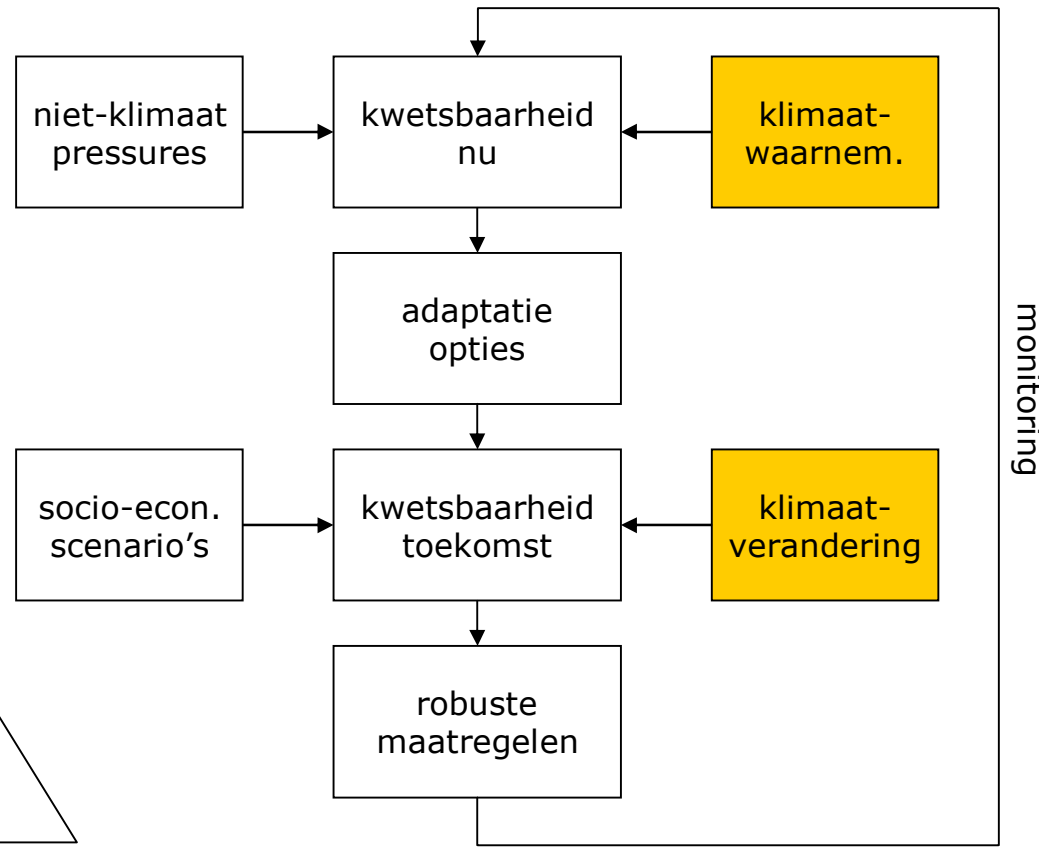 niet-klimaat
pressures
kwetsbaarheid
nu
klimaat-
waarnem.
adaptatie
opties
socio-econ.
scenario's
kwetsbaarheid
toekomst
klimaat-
verandering
robuste
maatregelen
monitoring